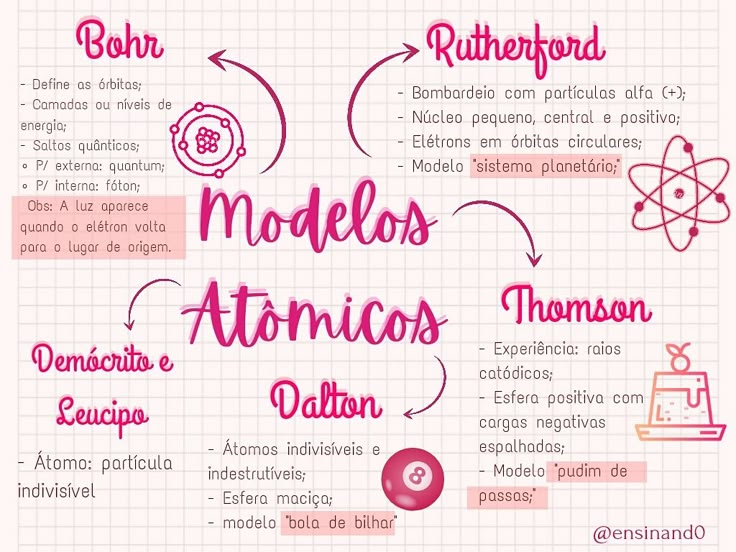 Bohr
- Define as órbitas;
- Camadas ou níveis de
energia;
- Saltos quânticos;
P/ externa: quantum;
P/ interna: fóton;
Obs: A luz aparece
quando o elétron volta
para o lugar de origem.
Rutherford
- Bombardeio com partículas alfa (+);
- Núcleo pequeno, central e positivo;
- Elétrons em órbitas circulares;
- Modelo "sistema planetário;"
Modelos
Atômicos
Thomson
- Experiência: raios
catódicos;
- Esfera positiva com
cargas negativas
espalhadas;
- Modelo "pudim de
passas;"
Demócrito e
Leucipo
- Átomo: partícula
indivisível
Dalton
- Átomos indivisíveis e
indestrutíveis;
- Esfera maciça;
- modelo "bola de bilhar"
8
@ensinand0